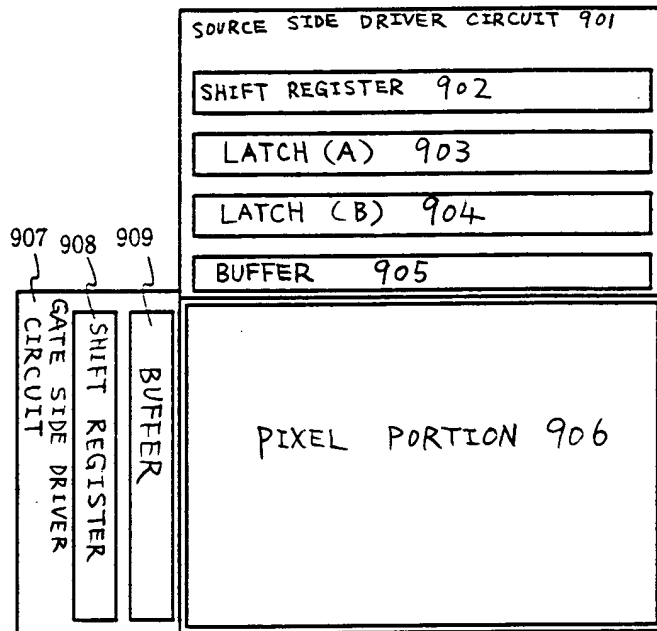 SOURCE SIDE DRIVER CIRCUIT 901
SHIFT REGISTER 902
LATCH (A) 903
LATCH (B) 904
BUFFER 905
907
908
909
GATE SIDE DRIVER
CIRCUIT
SHIFT REGISTER
BUFFER
PIXEL PORTION 906